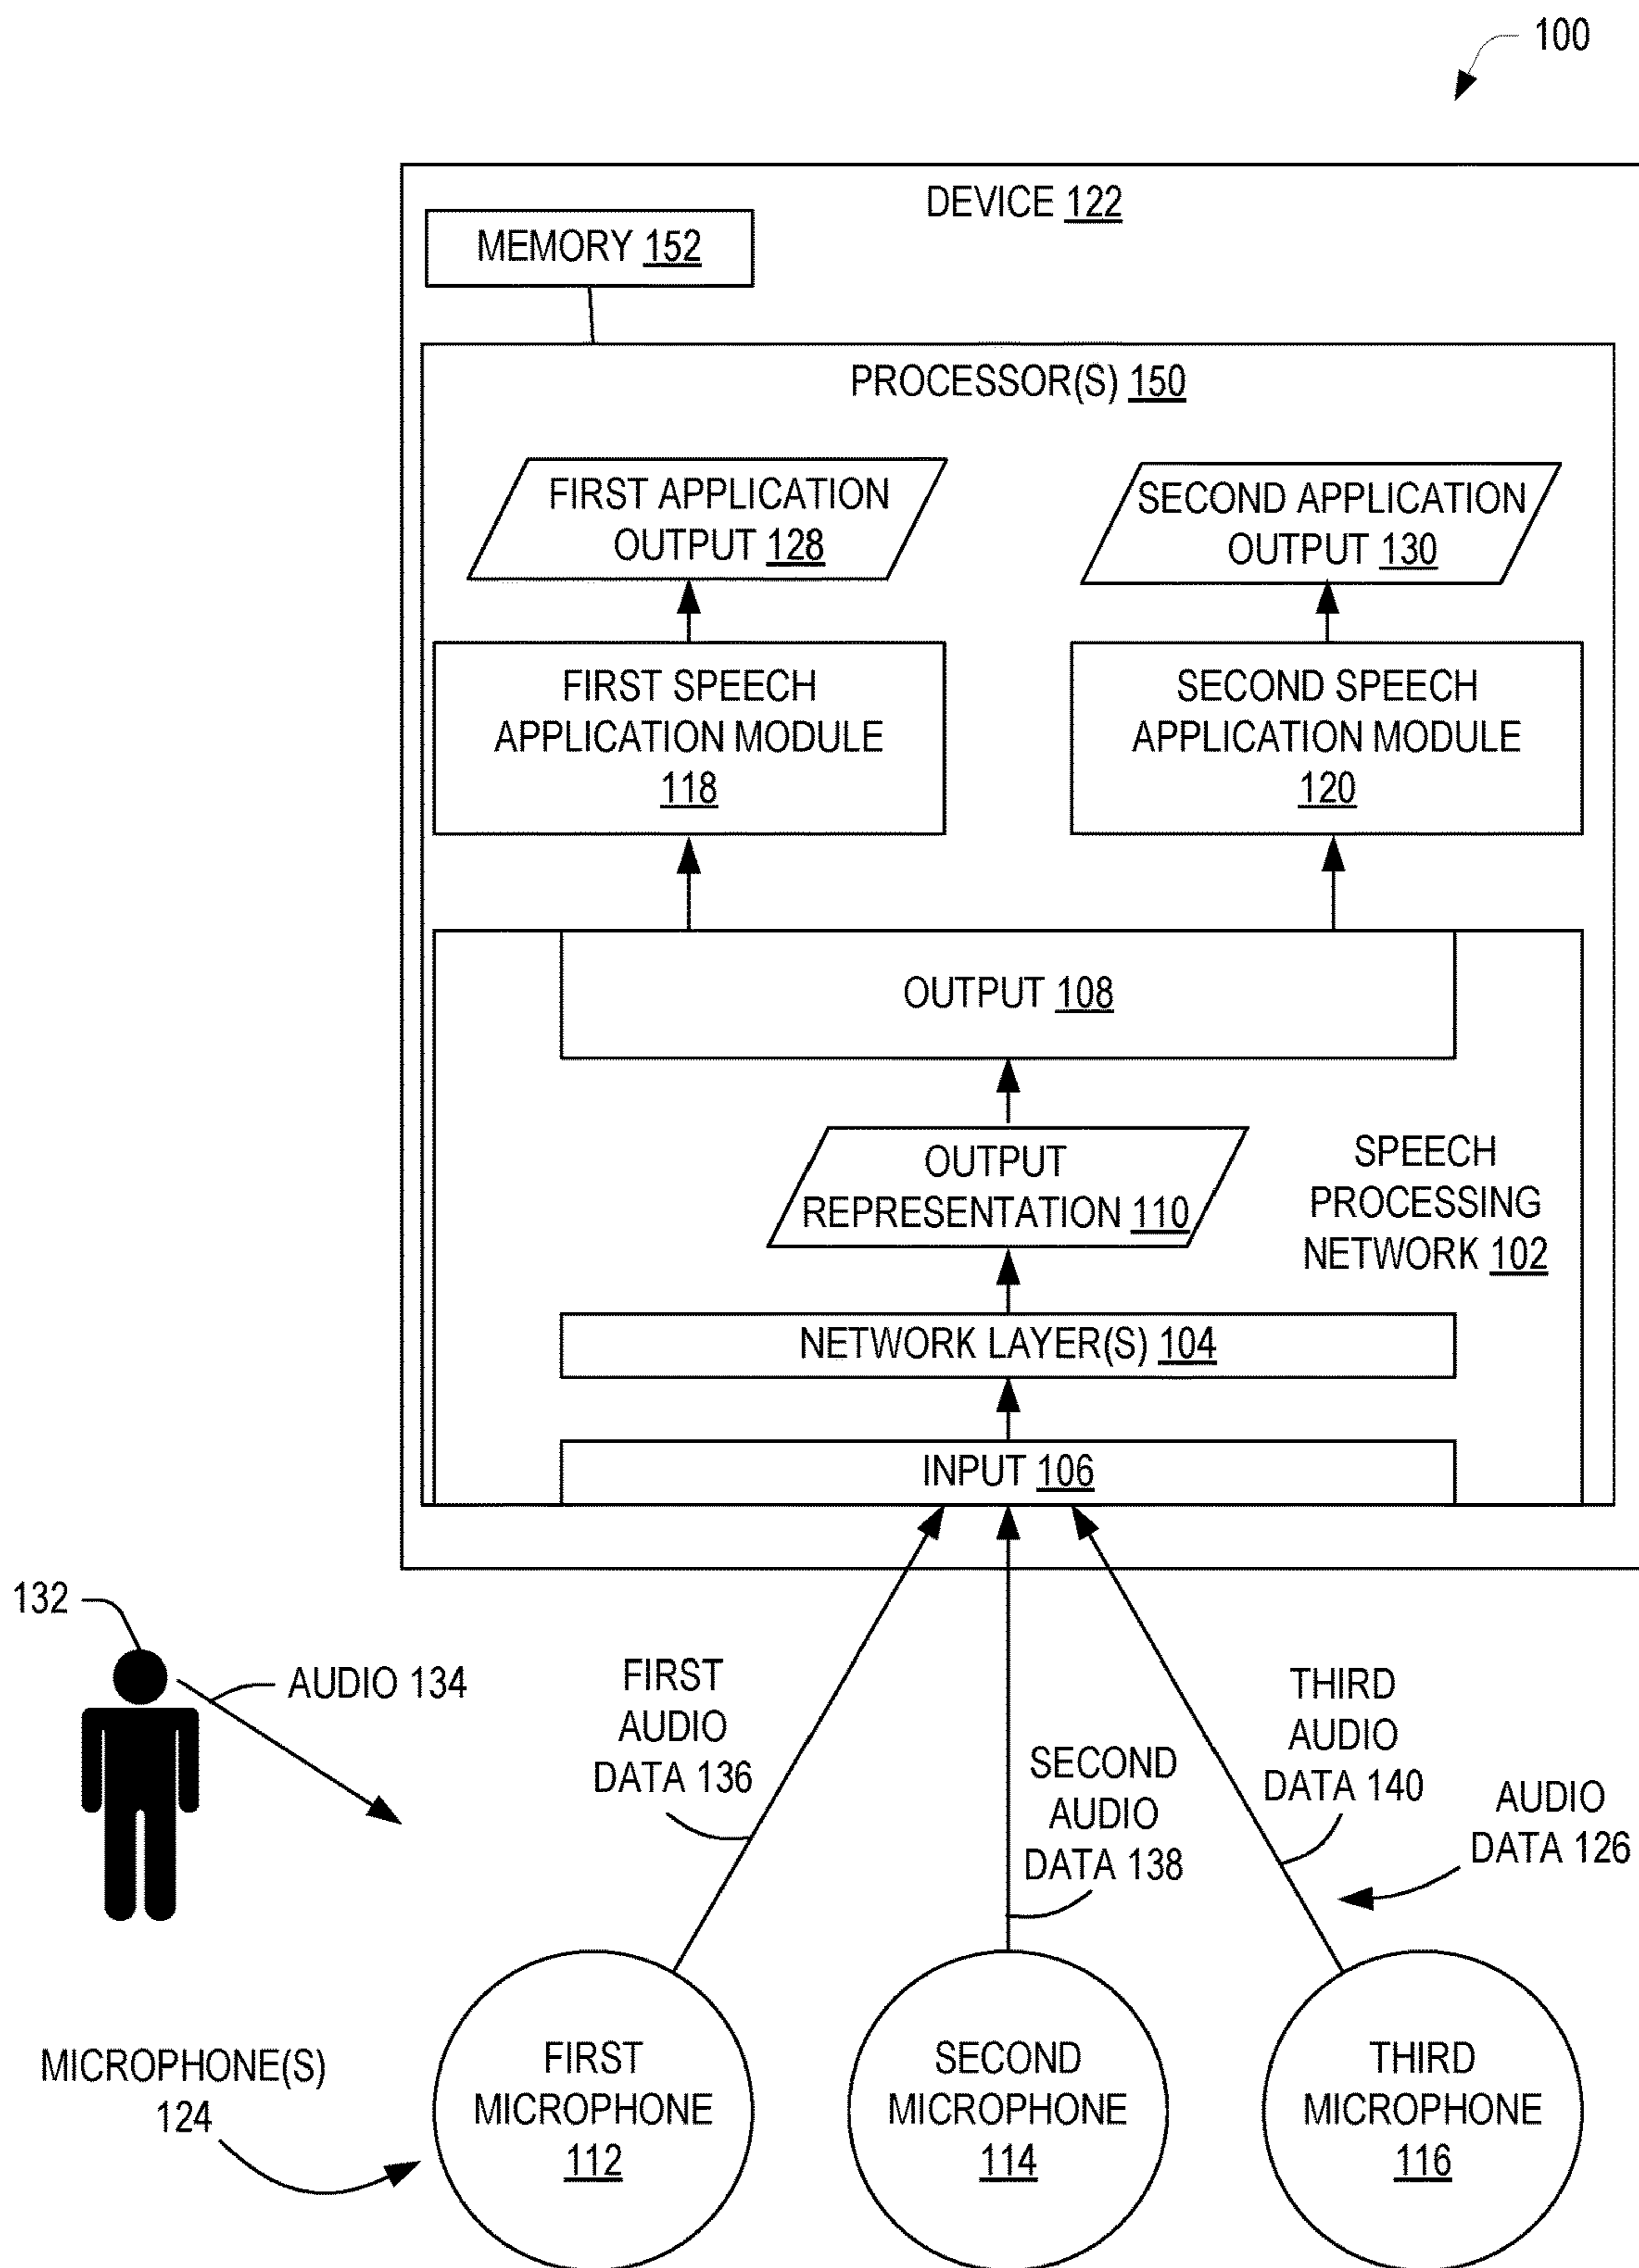 100
DEVICE 122
MEMORY 152
PROCESSOR(S) 150
FIRST APPLICATION
OUTPUT 128
SECOND APPLICATION
OUTPUT 130
FIRST SPEECH
APPLICATION MODULE
118
SECOND SPEECH
APPLICATION MODULE
120
OUTPUT 108
OUTPUT
REPRESENTATION 110
SPEECH
PROCESSING
NETWORK 102
NETWORK LAYER(S) 104
INPUT 106
132
AUDIO 134
FIRST
AUDIO
DATA 136
SECOND
AUDIO
DATA 138
THIRD
AUDIO
DATA 140
AUDIO
DATA 126
MICROPHONE(S)
124
FIRST
MICROPHONE
112
SECOND
MICROPHONE
114
THIRD
MICROPHONE
116